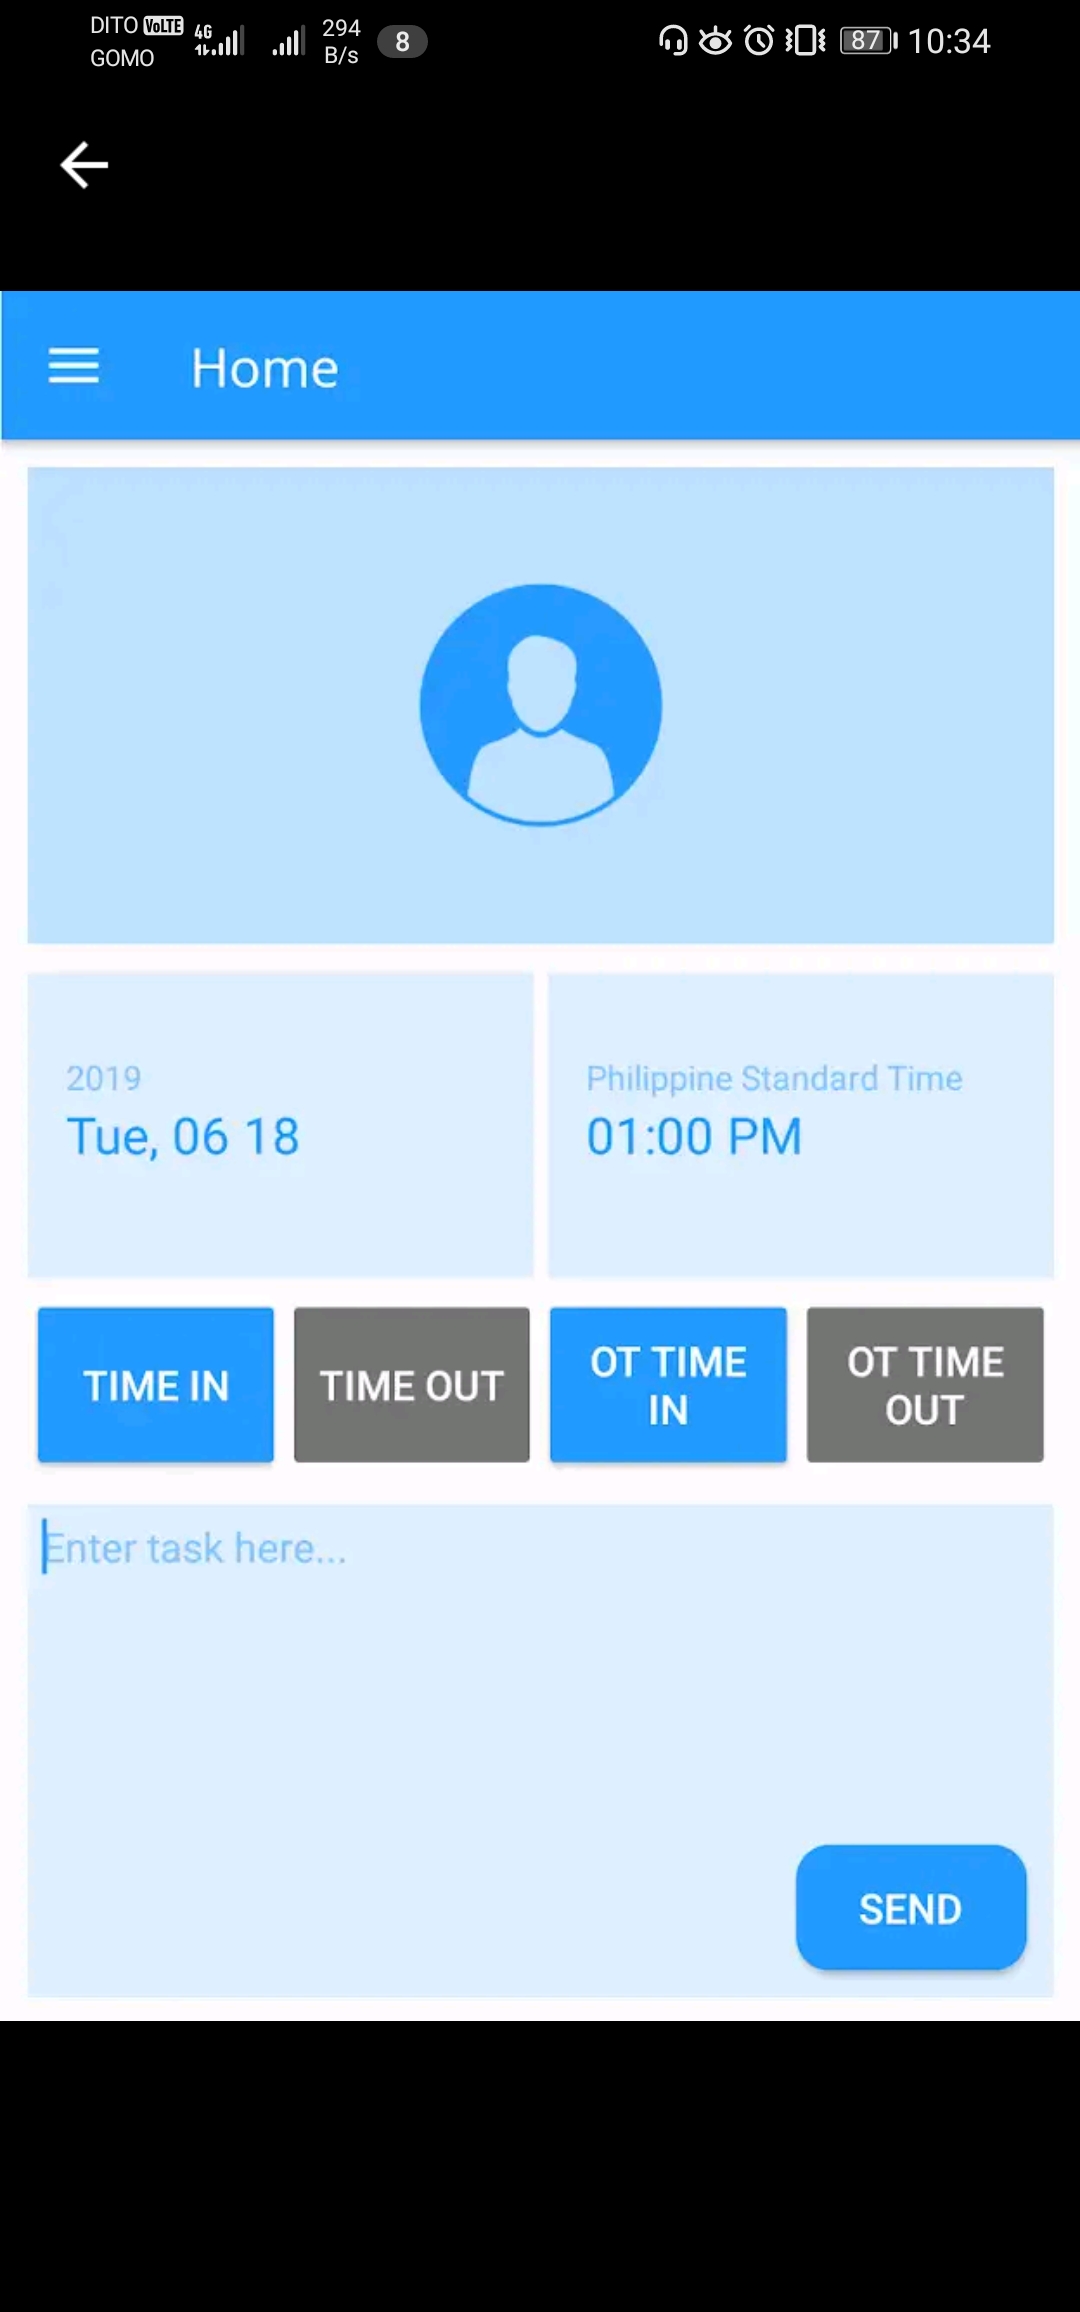 DITO VoLTE 4G 294 B/s 8 87 10:34
GOMO
Home
2019
Tue, 06 18
Philippine Standard Time
01:00 PM
TIME IN
TIME OUT
OT TIME
IN
OT TIME
OUT
Enter task here...
SEND